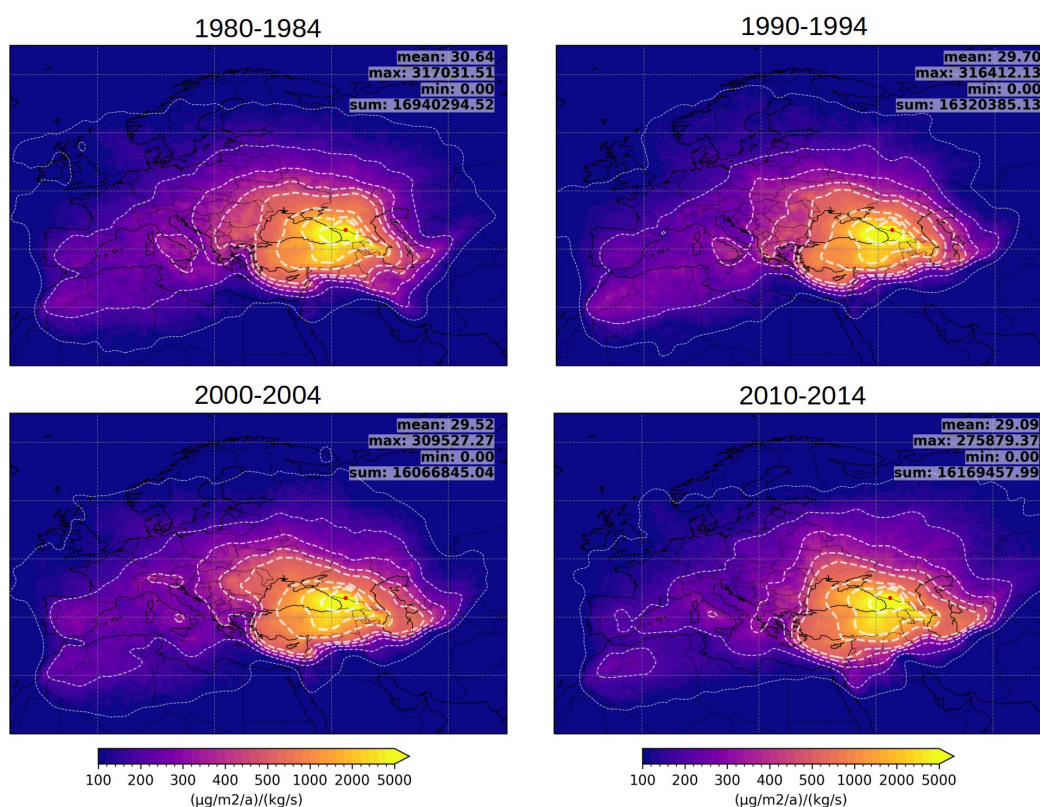 1980-1984
mean: 30.64
max: 317031.51
min: 0.00
sum: 16940294.52
1990-1994
mean: 29.70
max: 316412.13
min: 0.00
sum: 16320385.13
2000-2004
mean: 29.52
max: 309527.27
min: 0.00
sum: 16066845.04
2010-2014
mean: 29.09
max: 275879.37
min: 0.00
sum: 16169457.99
100 200 300 500 1000 2000 5000
(µg/m2/a)/(kg/s)
100 200 300 500 1000 2000 5000
(µg/m2/a)/(kg/s)